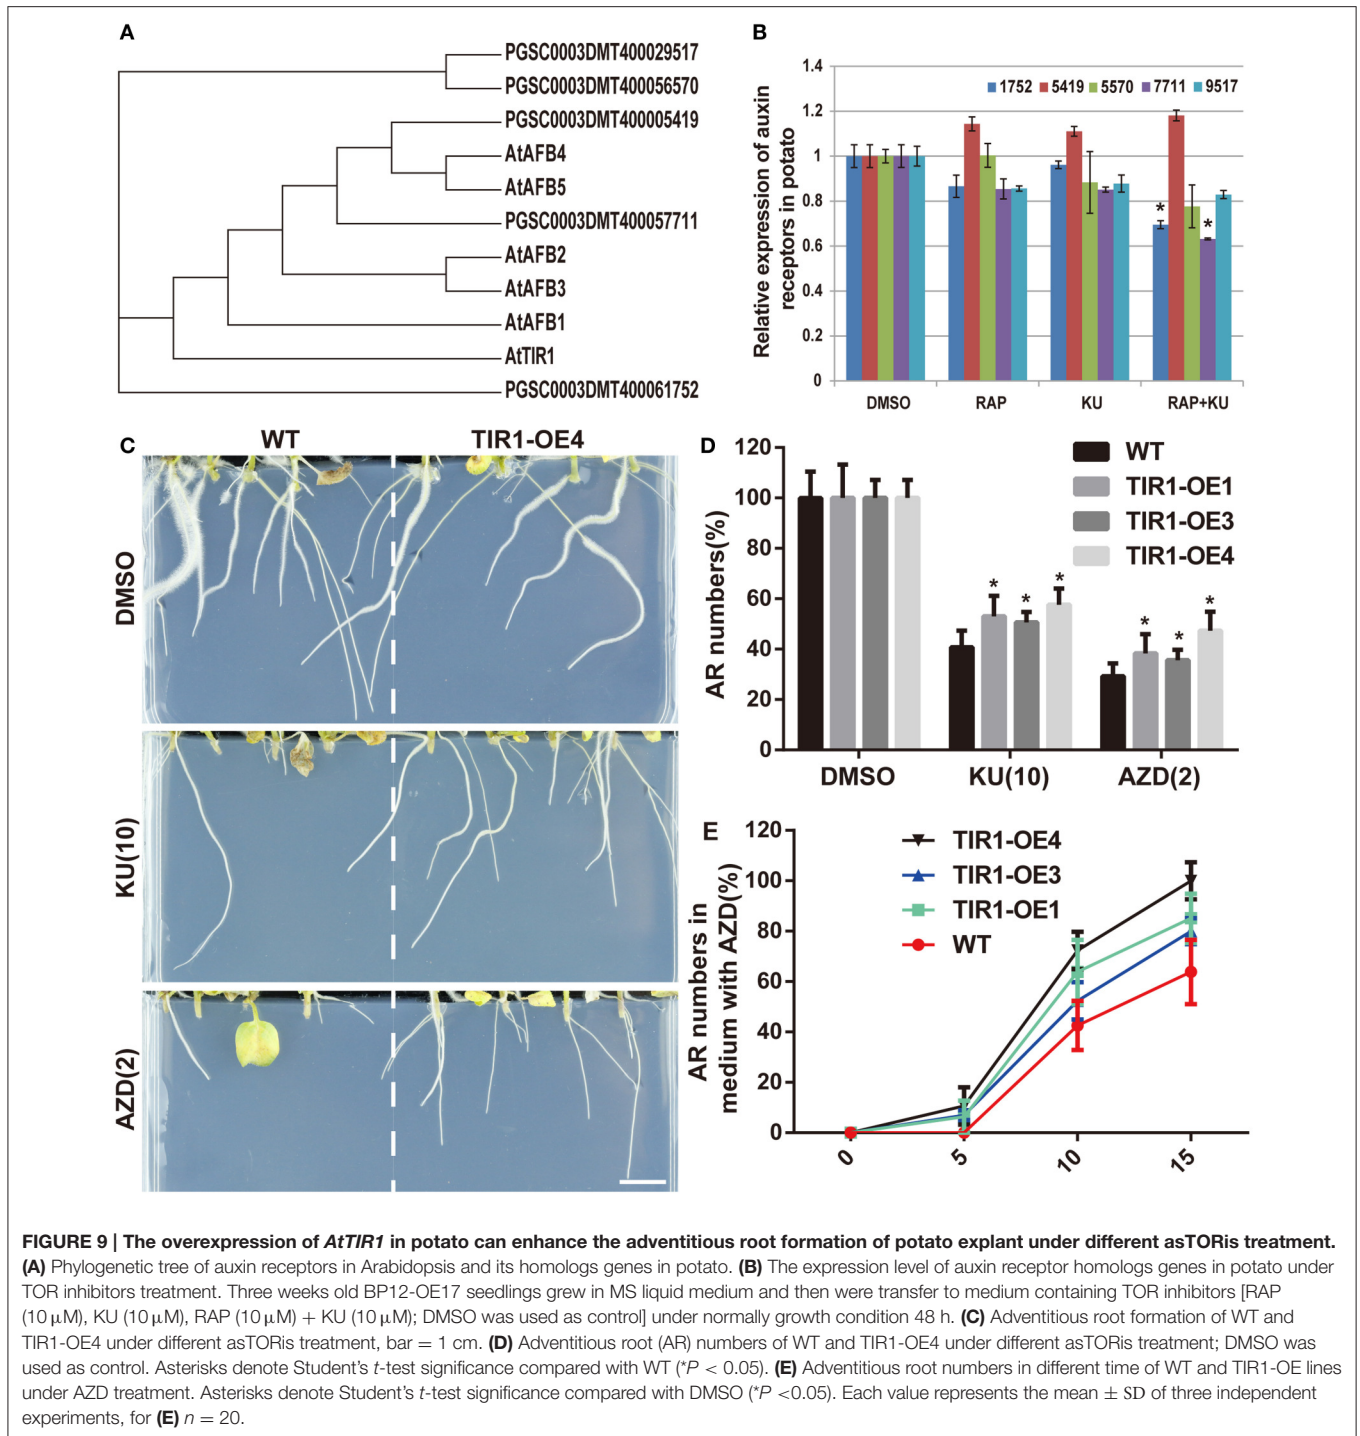 A
PGSC0003DMT400029517
PGSC0003DMT400056570
PGSC0003DMT400005419
AtAFB4
AtAFB5
PGSC0003DMT400057711
AtAFB2
AtAFB3
AtAFB1
AtTIR1
PGSC0003DMT400061752
B
Relative expression of auxin
receptors in potato
1.4
1.2
1
0.8
0.6
0.4
0.2
0
1752 5419 5570 7711 9517
* *
DMSO RAP KU RAP+KU
C
WT TIR1-OE4
DMSO
KU(10)
AZD(2)
D
AR numbers(%)
120
100
80
60
40
20
0
WT
TIR1-OE1
TIR1-OE3
TIR1-OE4
* * * * * *
DMSO KU(10) AZD(2)
E
AR numbers in
medium with AZD(%)
120
100
80
60
40
20
0
TIR1-OE4
TIR1-OE3
TIR1-OE1
WT
0 5 10 15
FIGURE 9 | The overexpression of AtTIR1 in potato can enhance the adventitious root formation of potato explant under different asTORis treatment.
(A) Phylogenetic tree of auxin receptors in Arabidopsis and its homologs genes in potato. (B) The expression level of auxin receptor homologs genes in potato under
TOR inhibitors treatment. Three weeks old BP12-OE17 seedlings grew in MS liquid medium and then were transfer to medium containing TOR inhibitors [RAP
(10 μM), KU (10 μM), RAP (10 μM) + KU (10 μM); DMSO was used as control] under normally growth condition 48 h. (C) Adventitious root formation of WT and
TIR1-OE4 under different asTORis treatment, bar = 1 cm. (D) Adventitious root (AR) numbers of WT and TIR1-OE4 under different asTORis treatment; DMSO was
used as control. Asterisks denote Student's t-test significance compared with WT (*P < 0.05). (E) Adventitious root numbers in different time of WT and TIR1-OE lines
under AZD treatment. Asterisks denote Student's t-test significance compared with DMSO (*P <0.05). Each value represents the mean ± SD of three independent
experiments, for (E) n = 20.